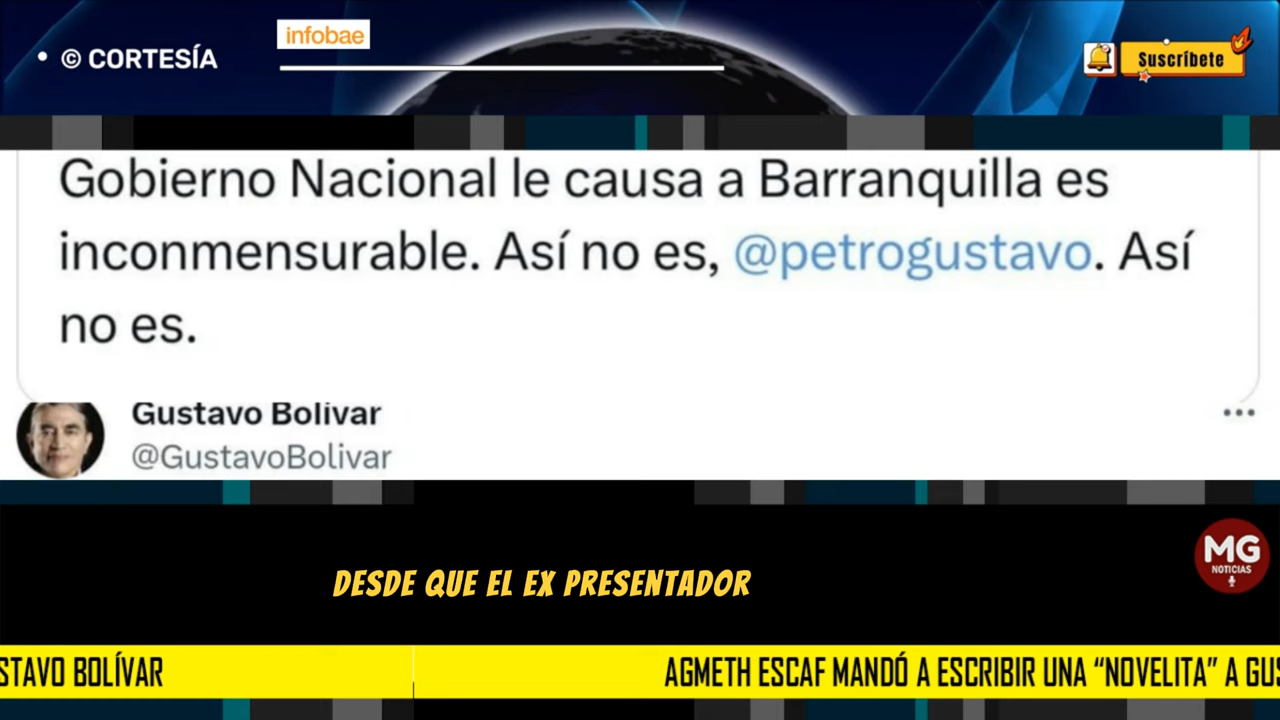 © CORTESÍA
infobae
Suscríbete
Gobierno Nacional le causa a Barranquilla es
inconmensurable. Así no es, @petrogustavo. Así
no es.
Gustavo Bolívar
@GustavoBolivar
DESDE QUE EL EX PRESENTADOR
MG
NOTICIAS
STAVO BOLÍVAR
AGMETH ESCAF MANDÓ A ESCRIBIR UNA “NOVELITA” A GUS